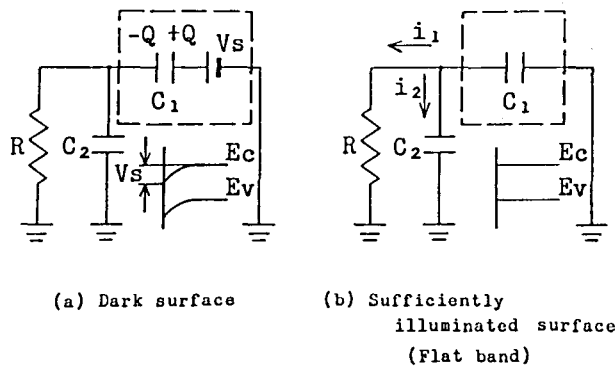 -Q +Q Vs
C1
R C2
Vs Ec
Ev
(a) Dark surface
i1
i2 C1
R C2
Ec
Ev
(b) Sufficiently
illuminated surface
(Flat band)